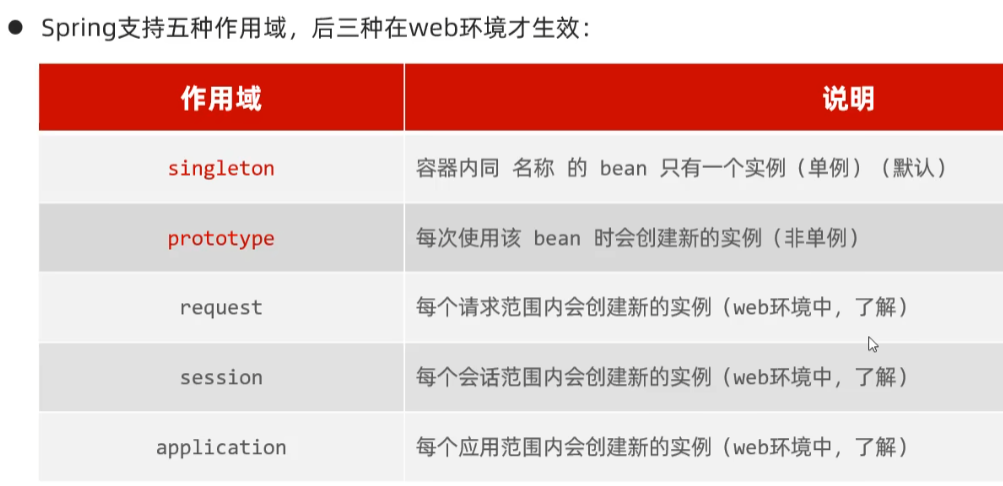 Spring支持五种作用域，后三种在web环境才生效：
作用域 说明
singleton 容器内同 名称 的 bean 只有一个实例（单例）（默认）
prototype 每次使用该 bean 时会创建新的实例（非单例）
request 每个请求范围内会创建新的实例（web环境中，了解）
session 每个会话范围内会创建新的实例（web环境中，了解）
application 每个应用范围内会创建新的实例（web环境中，了解）